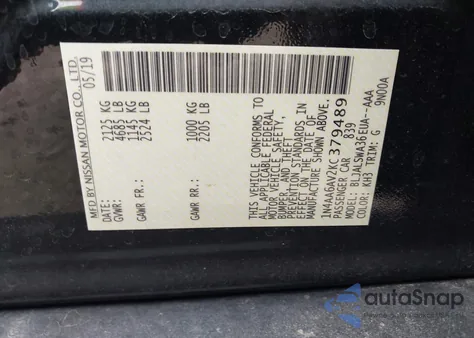 MFD BY NISSAN MOTOR CO., LTD.
05/19
GVWR: 2125 KG
4685 LB
GAWR FR: 1145 KG
2524 LB
GAWR RR: 1000 KG
2205 LB
THIS VEHICLE CONFORMS TO
ALL APPLICABLE FEDERAL
MOTOR VEHICLE SAFETY,
BUMPER, AND THEFT
PREVENTION STANDARDS IN
EFFECT ON THE DATE OF
MANUFACTURE SHOWN ABOVE.
1N4AA6AV2KC379489
PASSENGER CAR 839
MODEL: BLJALSWA36EUA--AAA
COLOR: KH3 TRIM: G 9N00A
autoSnap